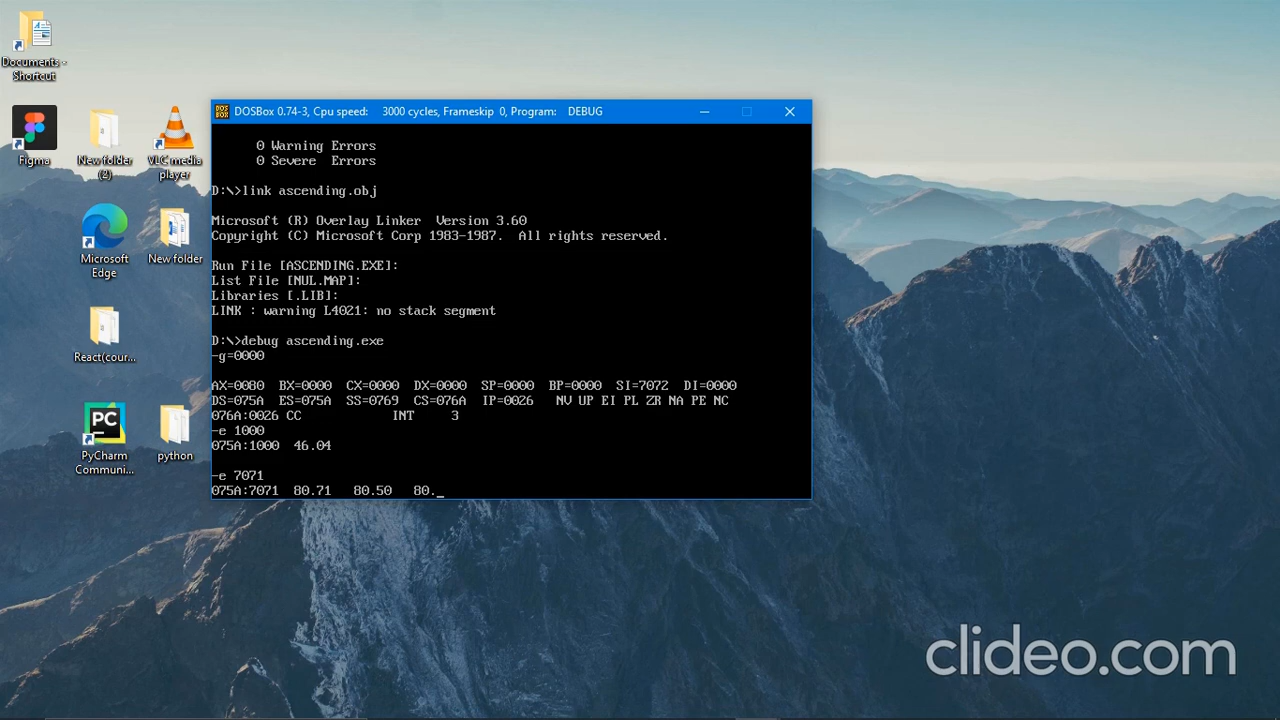 Documents -
Shortcut
Figma
New folder
(2)
VLC media
player
Microsoft
Edge
New folder
React(cour...
PyCharm
Communi...
python
PC
DOSBox 0.74-3, Cpu speed: 3000 cycles, Frameskip 0, Program: DEBUG
0 Warning Errors
0 Severe Errors
D:\>link ascending.obj
Microsoft (R) Overlay Linker Version 3.60
Copyright (C) Microsoft Corp 1983-1987. All rights reserved.
Run File [ASCENDING.EXE]:
List File [NUL.MAP]:
Libraries [.LIB]:
LINK : warning L4021: no stack segment
D:\>debug ascending.exe
-g=0000
AX=0080 BX=0000 CX=0000 DX=0000 SP=0000 BP=0000 SI=7072 DI=0000
DS=075A ES=075A SS=0769 CS=076A IP=0026 NV UP EI PL ZR NA PE NC
076A:0026 CC INT 3
-e 1000
075A:1000 46.04
-e 7071
075A:7071 80.71 80.50 80._
clideo.com